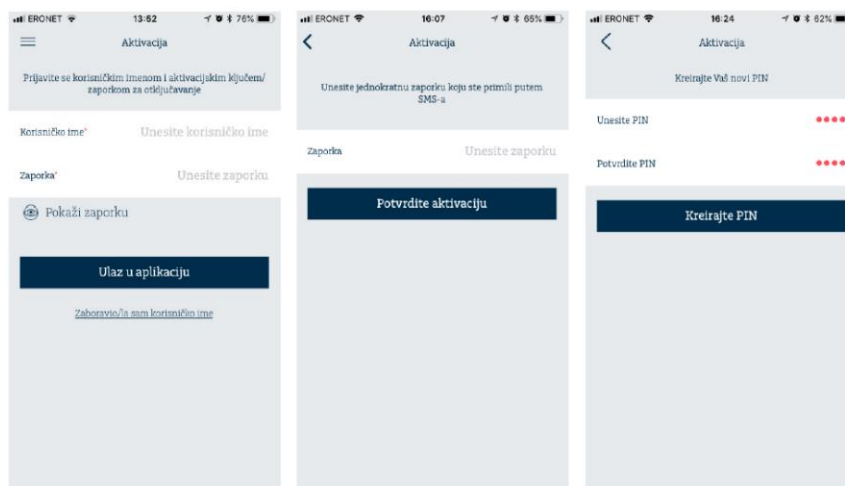 ERONET 13:52 76%
Aktivacija
Prijavite se korisničkim imenom i aktivacijskim ključem/
zaporkom za otključavanje
Korisničko ime* Unesite korisničko ime
Zaporka* Unesite zaporku
Pokaži zaporku
Ulaz u aplikaciju
Zaboravio/la sam korisničko ime
ERONET 16:07 65%
Aktivacija
Unesite jednokratnu zaporku koju ste primili putem
SMS-a
Zaporka Unesite zaporku
Potvrdite aktivaciju
ERONET 16:24 62%
Aktivacija
Kreirajte Vaš novi PIN
Unesite PIN
Potvrdite PIN
Kreirajte PIN